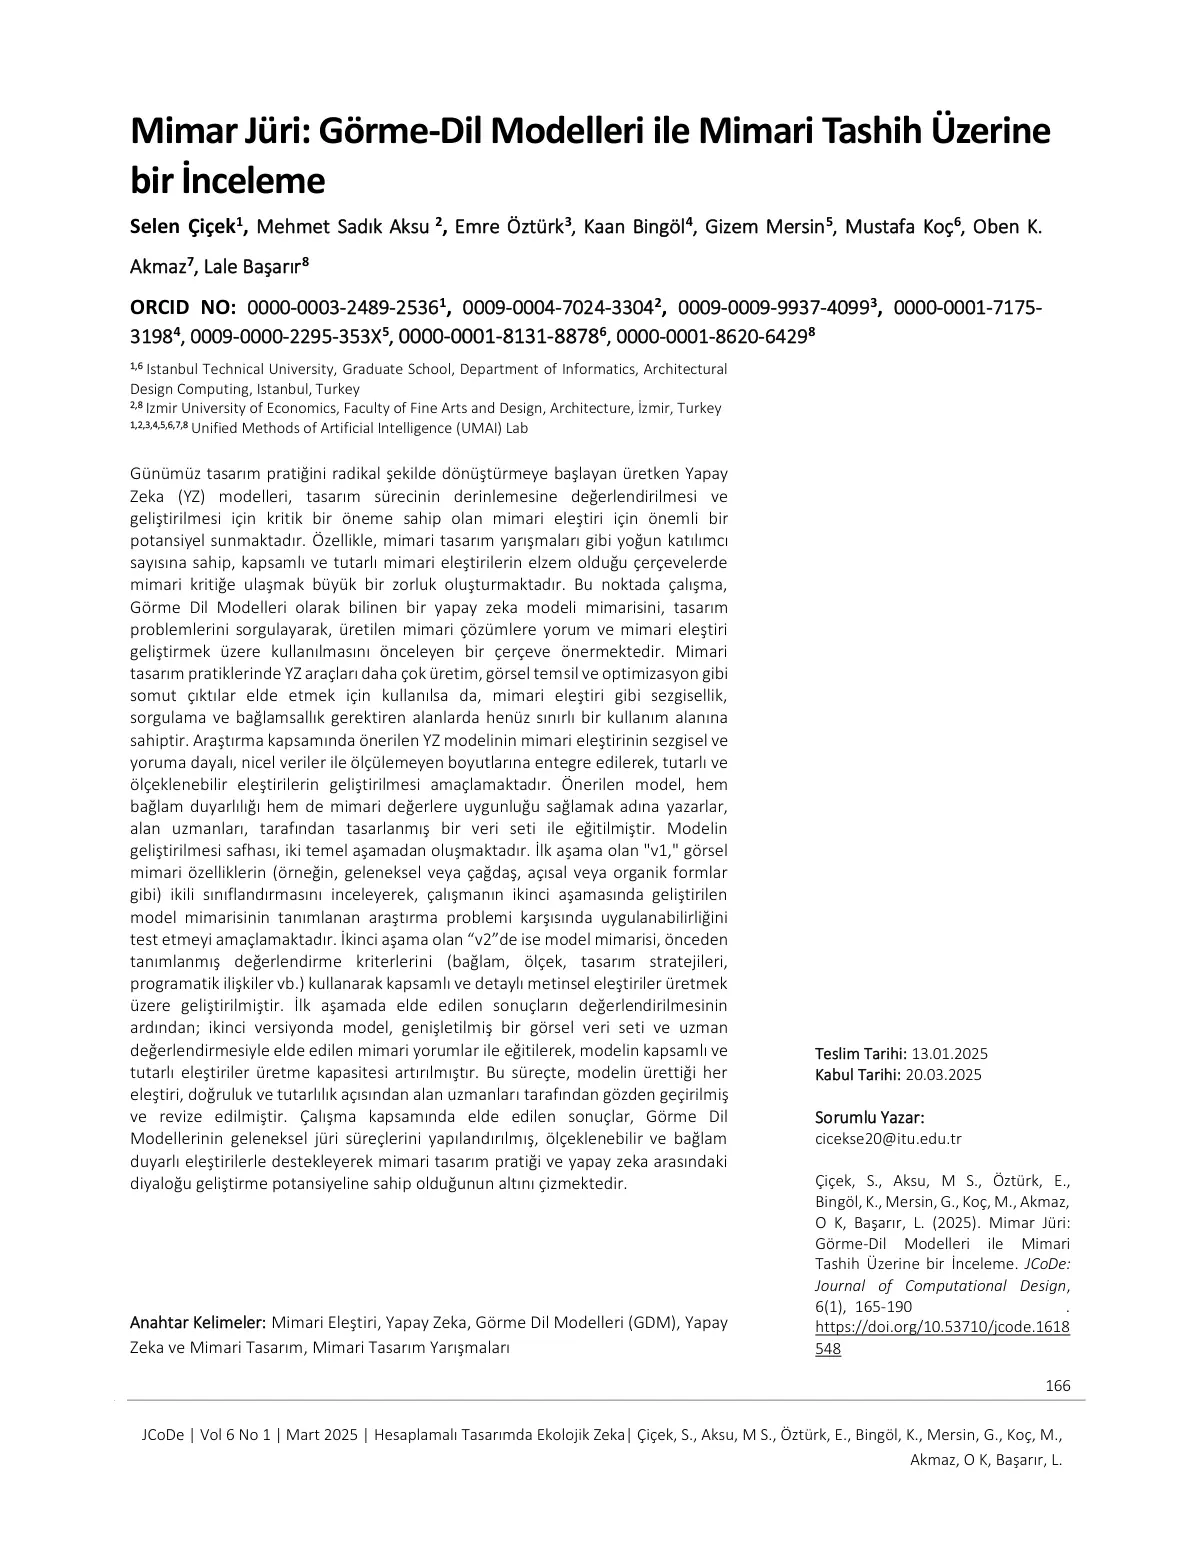 Mimar Jüri: Görme-Dil Modelleri ile Mimari Tashih Üzerine
bir İnceleme
Selen Çiçek1, Mehmet Sadık Aksu 2, Emre Öztürk3, Kaan Bingöl4, Gizem Mersin5, Mustafa Koç6, Oben K.
Akmaz7, Lale Başarır8
ORCID NO: 0000-0003-2489-25361, 0009-0004-7024-33042, 0009-0009-9937-40993, 0000-0001-7175-
31984, 0009-0000-2295-353X5, 0000-0001-8131-88786, 0000-0001-8620-64298
1,6 Istanbul Technical University, Graduate School, Department of Informatics, Architectural
Design Computing, Istanbul, Turkey
2,8 Izmir University of Economics, Faculty of Fine Arts and Design, Architecture, İzmir, Turkey
1,2,3,4,5,6,7,8 Unified Methods of Artificial Intelligence (UMAI) Lab
Günümüz tasarım pratiğini radikal şekilde dönüştürmeye başlayan üretken Yapay
Zeka (YZ) modelleri, tasarım sürecinin derinlemesine değerlendirilmesi ve
geliştirilmesi için kritik bir öneme sahip olan mimari eleştiri için önemli bir
potansiyel sunmaktadır. Özellikle, mimari tasarım yarışmaları gibi yoğun katılımcı
sayısına sahip, kapsamlı ve tutarlı mimari eleştirilerin elzem olduğu çerçevelerde
mimari kritiğe ulaşmak büyük bir zorluk oluşturmaktadır. Bu noktada çalışma,
Görme Dil Modelleri olarak bilinen bir yapay zeka modeli mimarisini, tasarım
problemlerini sorgulayarak, üretilen mimari çözümlere yorum ve mimari eleştiri
geliştirmek üzere kullanılmasını önceleyen bir çerçeve önermektedir. Mimari
tasarım pratiklerinde YZ araçları daha çok üretim, görsel temsil ve optimizasyon gibi
somut çıktılar elde etmek için kullanılsa da, mimari eleştiri gibi sezgisellik,
sorgulama ve bağlamsallık gerektiren alanlarda henüz sınırlı bir kullanım alanına
sahiptir. Araştırma kapsamında önerilen YZ modelinin mimari eleştirinin sezgisel ve
yoruma dayalı, nicel veriler ile ölçülemeyen boyutlarına entegre edilerek, tutarlı ve
ölçeklenebilir eleştirilerin geliştirilmesi amaçlamaktadır. Önerilen model, hem
bağlam duyarlılığı hem de mimari değerlere uygunluğu sağlamak adına yazarlar,
alan uzmanları, tarafından tasarlanmış bir veri seti ile eğitilmiştir. Modelin
geliştirilmesi safhası, iki temel aşamadan oluşmaktadır. İlk aşama olan "v1," görsel
mimari özelliklerin (örneğin, geleneksel veya çağdaş, açısal veya organik formlar
gibi) ikili sınıflandırmasını inceleyerek, çalışmanın ikinci aşamasında geliştirilen
model mimarisinin tanımlanan araştırma problemi karşısında uygulanabilirliğini
test etmeyi amaçlamaktadır. İkinci aşama olan “v2”de ise model mimarisi, önceden
tanımlanmış değerlendirme kriterlerini (bağlam, ölçek, tasarım stratejileri,
programatik ilişkiler vb.) kullanarak kapsamlı ve detaylı metinsel eleştiriler üretmek
üzere geliştirilmiştir. İlk aşamada elde edilen sonuçların değerlendirilmesinin
ardından; ikinci versiyonda model, genişletilmiş bir görsel veri seti ve uzman
değerlendirmesiyle elde edilen mimari yorumlar ile eğitilerek, modelin kapsamlı ve
tutarlı eleştiriler üretme kapasitesi artırılmıştır. Bu süreçte, modelin ürettiği her
eleştiri, doğruluk ve tutarlılık açısından alan uzmanları tarafından gözden geçirilmiş
ve revize edilmiştir. Çalışma kapsamında elde edilen sonuçlar, Görme Dil
Modellerinin geleneksel jüri süreçlerini yapılandırılmış, ölçeklenebilir ve bağlam
duyarlı eleştirilerle destekleyerek mimari tasarım pratiği ve yapay zeka arasındaki
diyaloğu geliştirme potansiyeline sahip olduğunun altını çizmektedir.
Anahtar Kelimeler: Mimari Eleştiri, Yapay Zeka, Görme Dil Modelleri (GDM), Yapay
Zeka ve Mimari Tasarım, Mimari Tasarım Yarışmaları
Teslim Tarihi: 13.01.2025
Kabul Tarihi: 20.03.2025
Sorumlu Yazar:
cicekse20@itu.edu.tr
Çiçek, S., Aksu, M S., Öztürk, E.,
Bingöl, K., Mersin, G., Koç, M., Akmaz,
O K, Başarır, L. (2025). Mimar Jüri:
Görme-Dil Modelleri ile Mimari
Tashih Üzerine bir İnceleme. JCoDe:
Journal of Computational Design,
6(1), 165-190 .
https://doi.org/10.53710/jcode.1618
548
166
JCoDe | Vol 6 No 1 | Mart 2025 | Hesaplamalı Tasarımda Ekolojik Zeka| Çiçek, S., Aksu, M S., Öztürk, E., Bingöl, K., Mersin, G., Koç, M.,
Akmaz, O K, Başarır, L.